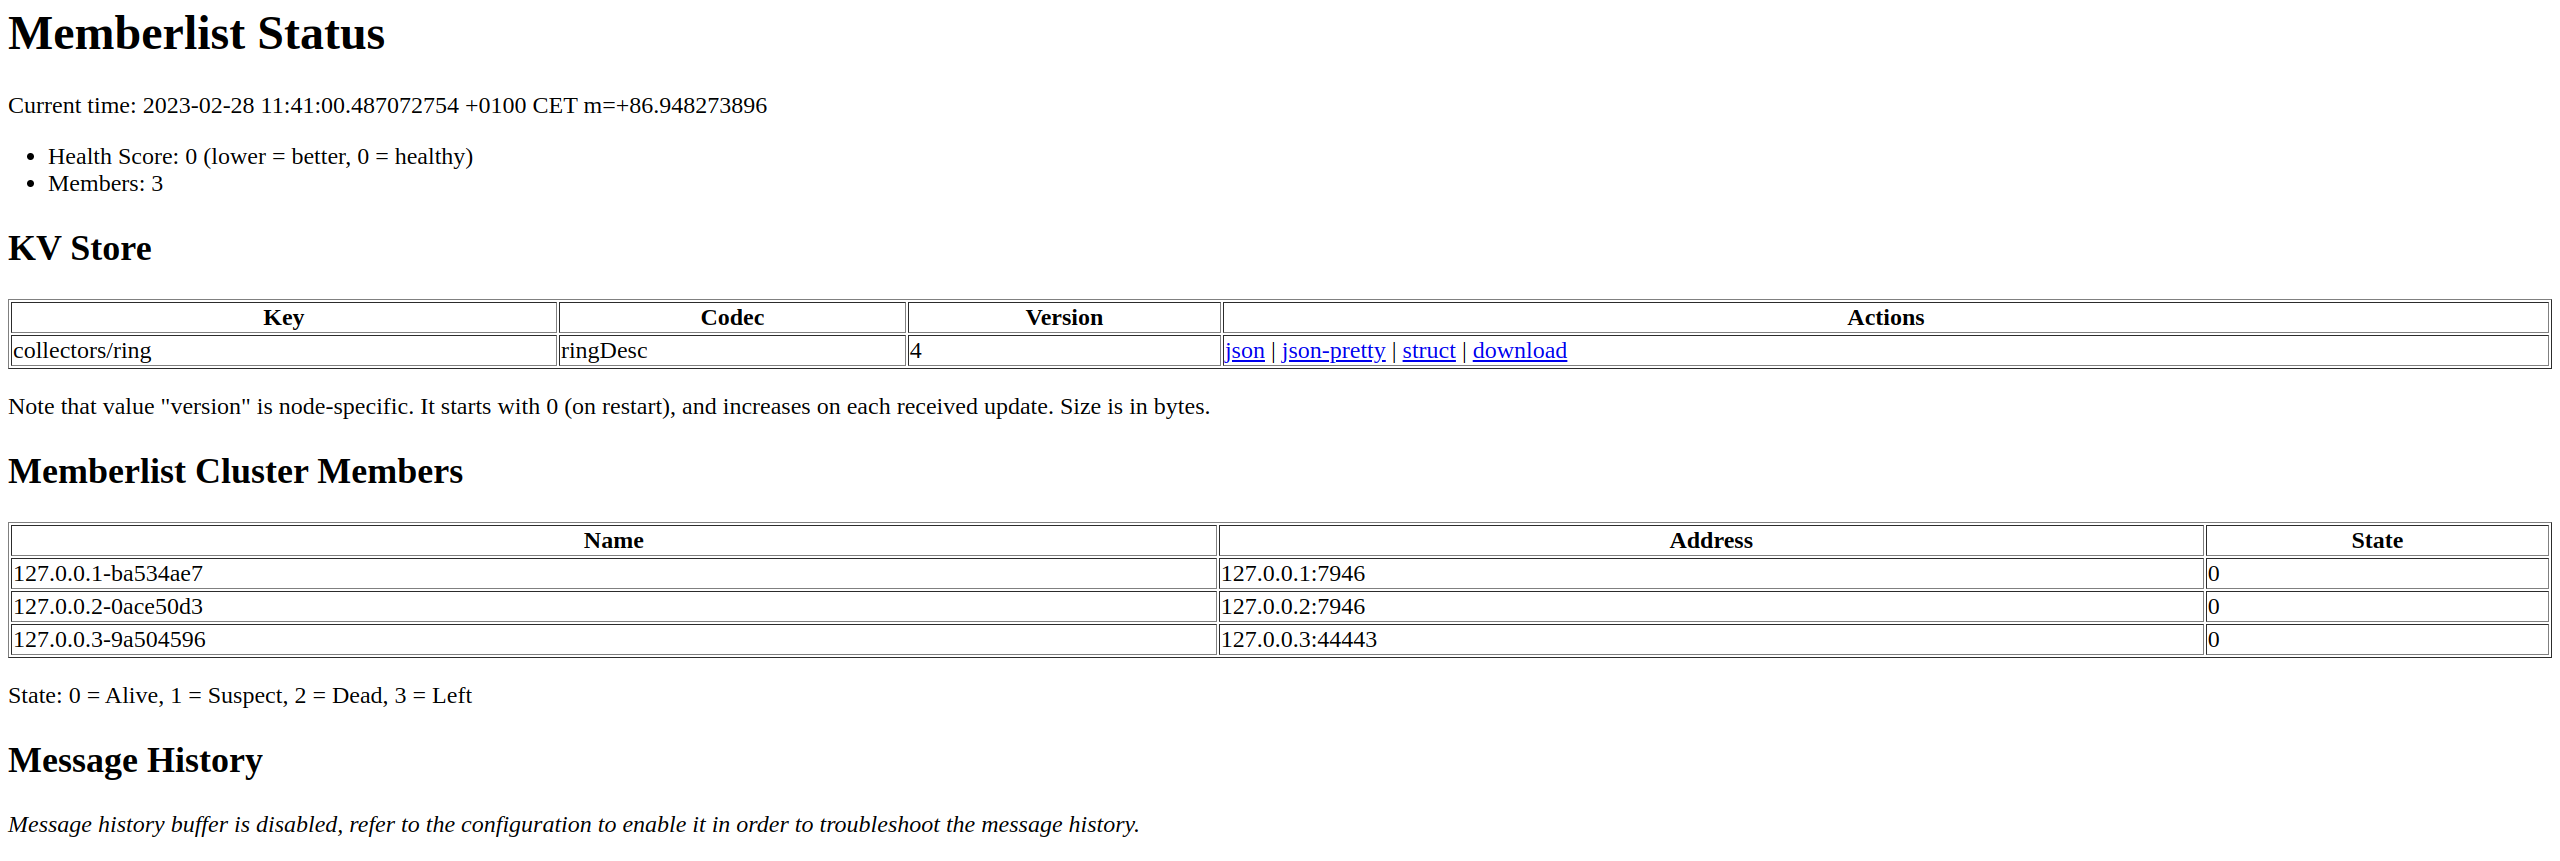 Memberlist Status
Current time: 2023-02-28 11:41:00.487072754 +0100 CET m=+86.948273896
Health Score: 0 (lower = better, 0 = healthy)
Members: 3
KV Store
Key Codec Version Actions
collectors/ring ringDesc 4 json | json-pretty | struct | download
Note that value "version" is node-specific. It starts with 0 (on restart), and increases on each received update. Size is in bytes.
Memberlist Cluster Members
Name Address State
127.0.0.1-ba534ae7 127.0.0.1:7946 0
127.0.0.2-0ace50d3 127.0.0.2:7946 0
127.0.0.3-9a504596 127.0.0.3:44443 0
State: 0 = Alive, 1 = Suspect, 2 = Dead, 3 = Left
Message History
Message history buffer is disabled, refer to the configuration to enable it in order to troubleshoot the message history.